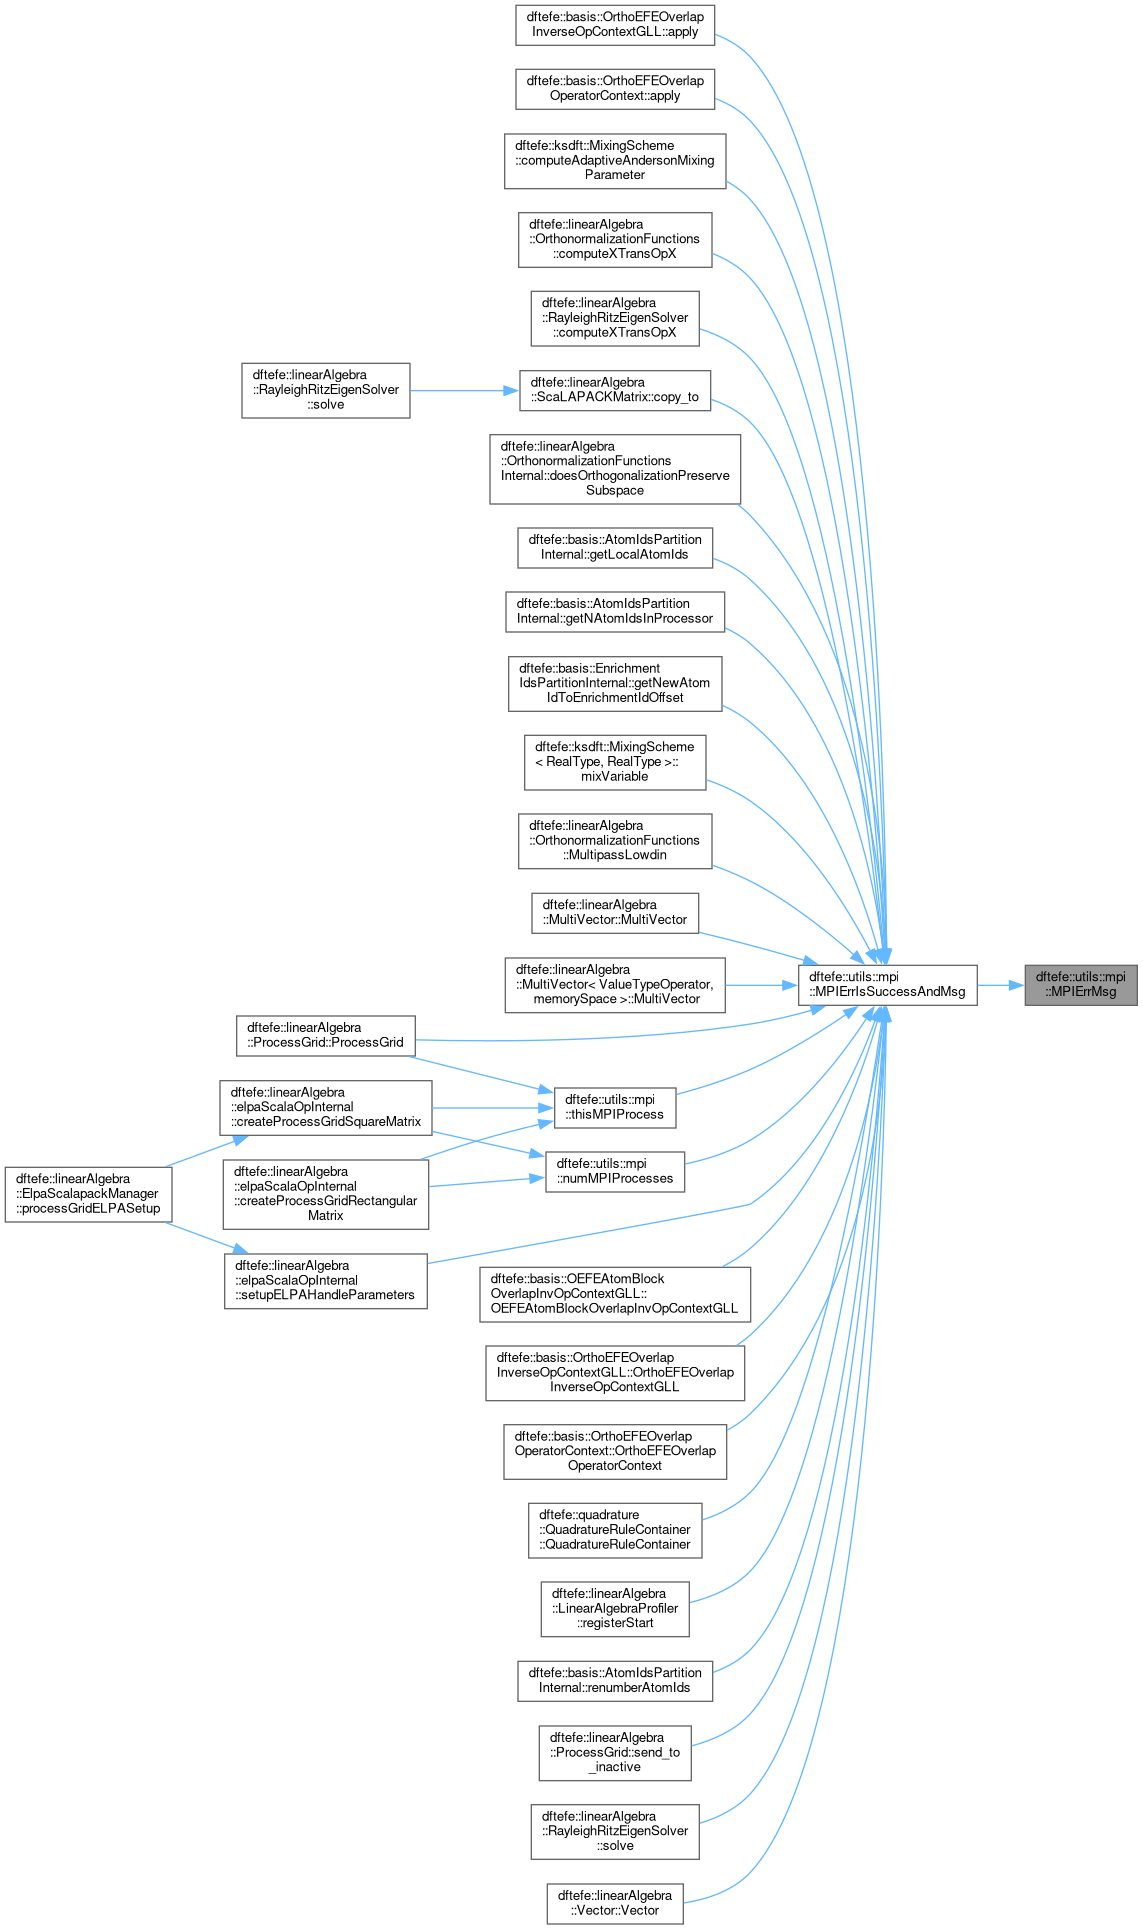 dftefe::basis::OrthoEFEOverlap
InverseOpContextGLL::apply
dftefe::basis::OrthoEFEOverlap
OperatorContext::apply
dftefe::ksdft::MixingScheme
::computeAdaptiveAndersonMixing
Parameter
dftefe::linearAlgebra
::OrthonormalizationFunctions
::computeXTransOpX
dftefe::linearAlgebra
::RayleighRitzEigenSolver
::computeXTransOpX
dftefe::linearAlgebra
::RayleighRitzEigenSolver
::solve
dftefe::linearAlgebra
::ScaLAPACKMatrix::copy_to
dftefe::linearAlgebra
::OrthonormalizationFunctions
Internal::doesOrthogonalizationPreserve
Subspace
dftefe::basis::AtomIdsPartition
Internal::getLocalAtomIds
dftefe::basis::AtomIdsPartition
Internal::getNAtomIdsInProcessor
dftefe::basis::Enrichment
IdsPartitionInternal::getNewAtom
IdToEnrichmentIdOffset
dftefe::ksdft::MixingScheme
< RealType, RealType >::
mixVariable
dftefe::linearAlgebra
::OrthonormalizationFunctions
::MultipassLowdin
dftefe::linearAlgebra
::MultiVector::MultiVector
dftefe::linearAlgebra
::MultiVector< ValueTypeOperator,
memorySpace >::MultiVector
dftefe::utils::mpi
::MPIErrIsSuccessAndMsg
dftefe::utils::mpi
::MPIErrMsg
dftefe::linearAlgebra
::ProcessGrid::ProcessGrid
dftefe::linearAlgebra
::elpaScalaOpInternal
::createProcessGridSquareMatrix
dftefe::utils::mpi
::thisMPIProcess
dftefe::linearAlgebra
::ElpaScalapackManager
::processGridELPASetup
dftefe::linearAlgebra
::elpaScalaOpInternal
::createProcessGridRectangular
Matrix
dftefe::utils::mpi
::numMPIProcesses
dftefe::linearAlgebra
::elpaScalaOpInternal
::setupELPAHandleParameters
dftefe::basis::OEFEAtomBlock
OverlapInvOpContextGLL::
OEFEAtomBlockOverlapInvOpContextGLL
dftefe::basis::OrthoEFEOverlap
InverseOpContextGLL::OrthoEFEOverlap
InverseOpContextGLL
dftefe::basis::OrthoEFEOverlap
OperatorContext::OrthoEFEOverlap
OperatorContext
dftefe::quadrature
::QuadratureRuleContainer
::QuadratureRuleContainer
dftefe::linearAlgebra
::LinearAlgebraProfiler
::registerStart
dftefe::basis::AtomIdsPartition
Internal::renumberAtomIds
dftefe::linearAlgebra
::ProcessGrid::send_to
_inactive
dftefe::linearAlgebra
::RayleighRitzEigenSolver
::solve
dftefe::linearAlgebra
::Vector::Vector